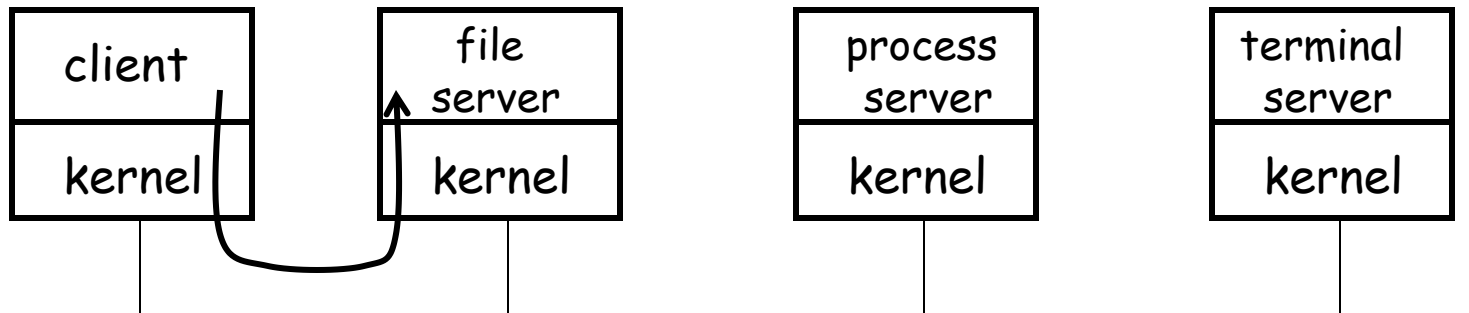 client
kernel
file
server
kernel
process
server
kernel
terminal
server
kernel